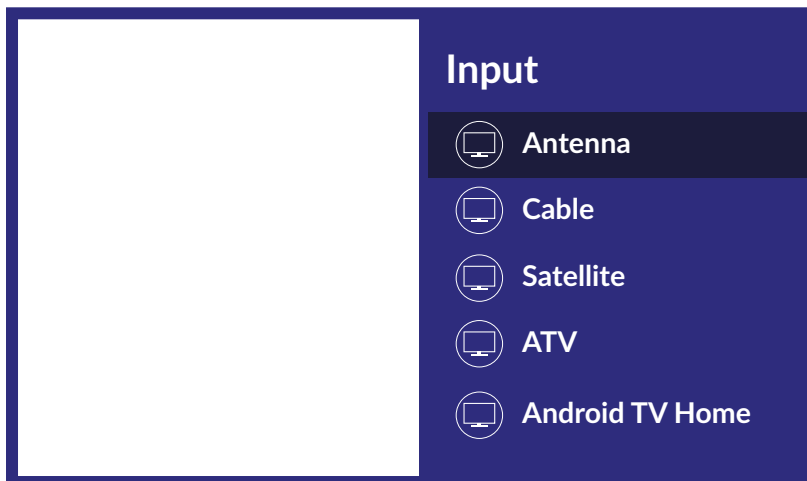 Input
Antenna
Cable
Satellite
ATV
Android TV Home